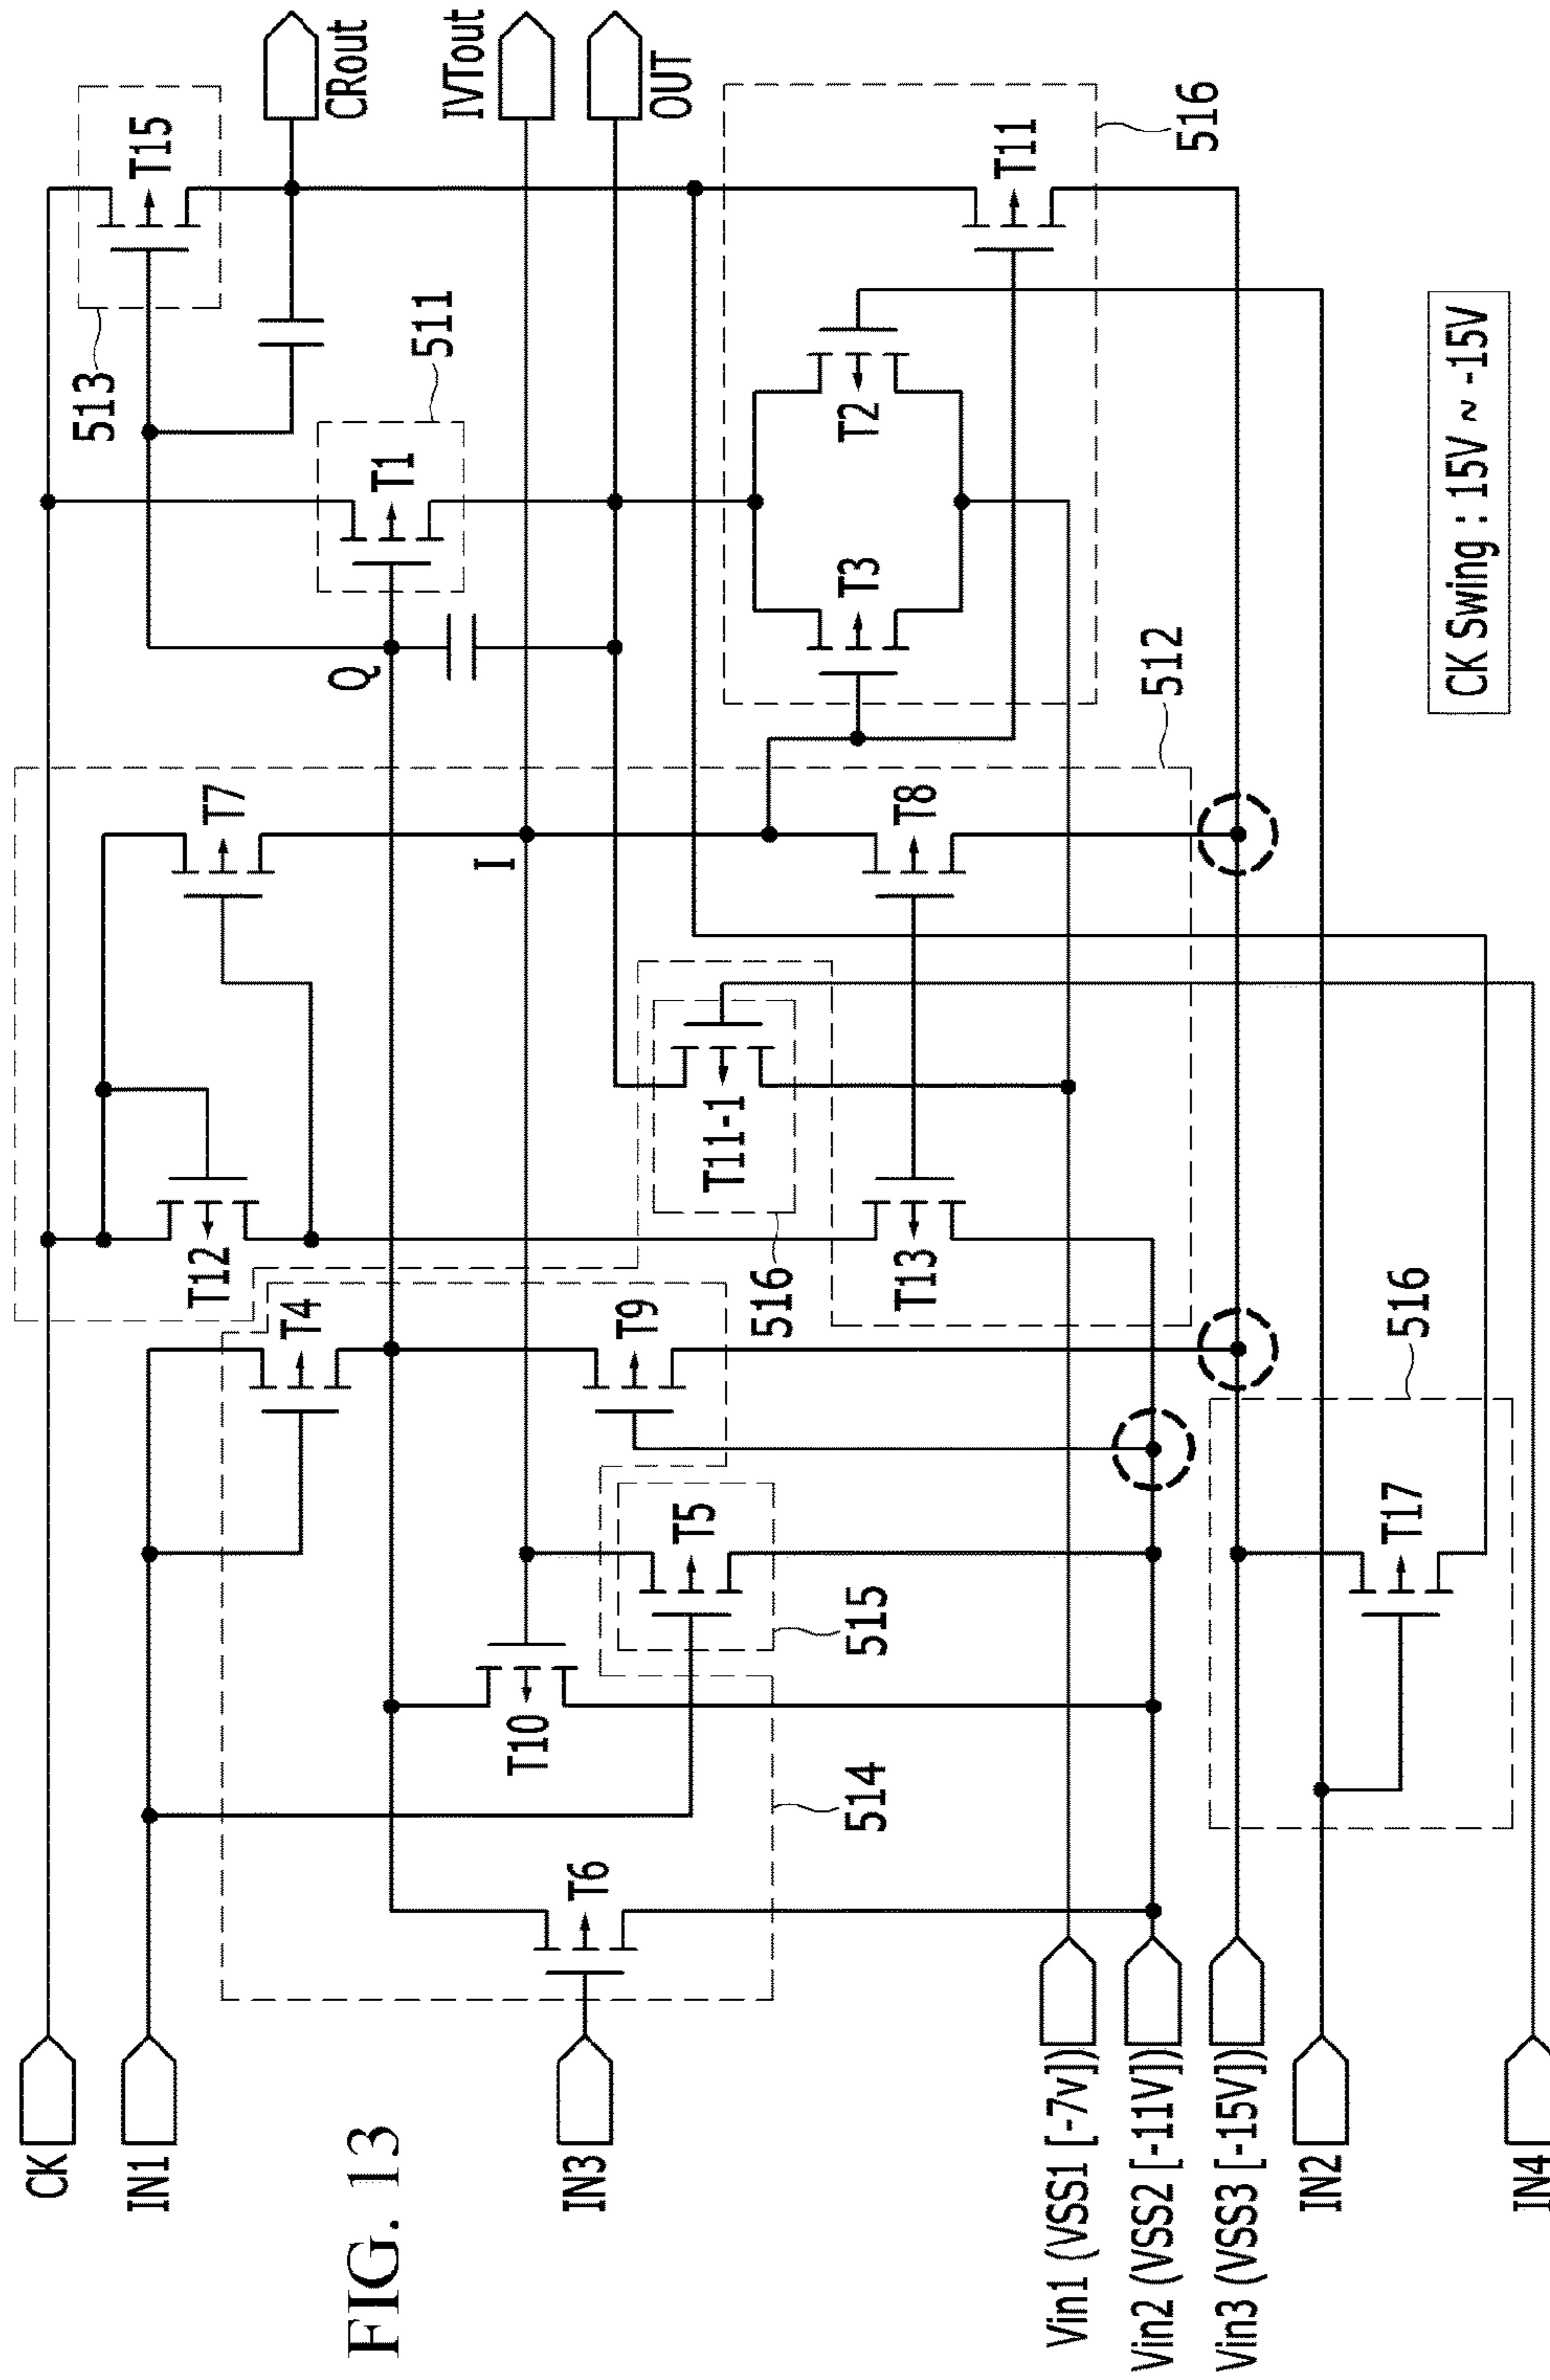 FIG. 13
CK
IN1
IN3
Vin1 (VSS1 [-7v]))
Vin2 (VSS2 [-11V]))
Vin3 (VSS3 [-15V]))
IN2
IN4
T15
513
CRout
IVTout
OUT
T1
511
Q
T7
I
T12
T4
T9
T10
T5
515
T6
514
T11-1
516
T3
T2
T11
516
512
T8
T13
T17
516
CK Swing : 15V ~ -15V